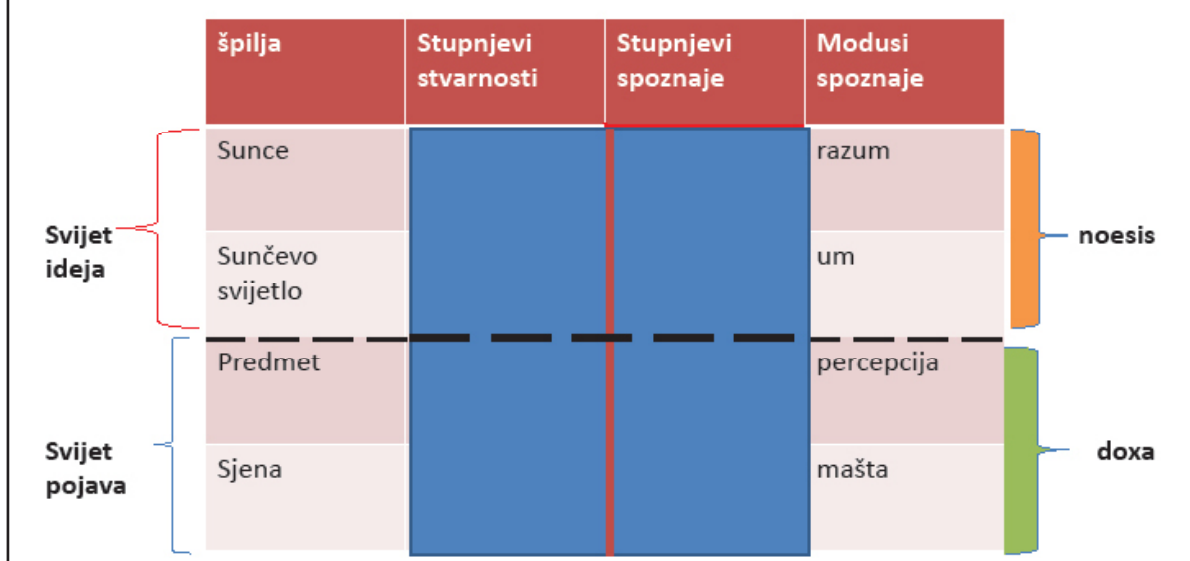 špilja
Stupnjevi
stvarnosti
Stupnjevi
spoznaje
Modusi
spoznaje
Sunce
razum
Svijet
ideja
noesis
Sunčevo
svijetlo
um
Predmet
percepcija
Svijet
pojava
doxa
Sjena
mašta